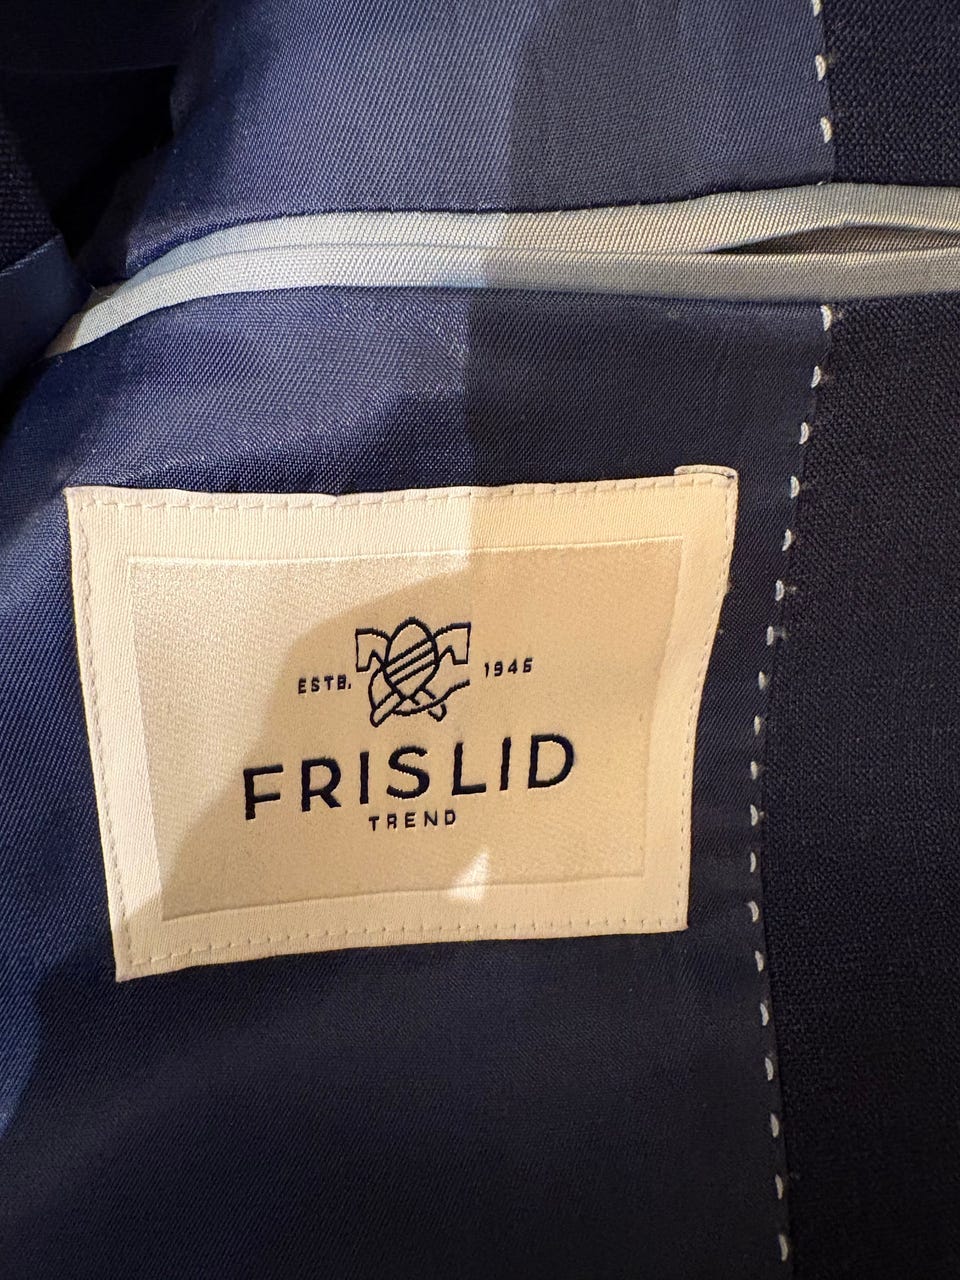 ESTB. 1946
FRISLID
TREND